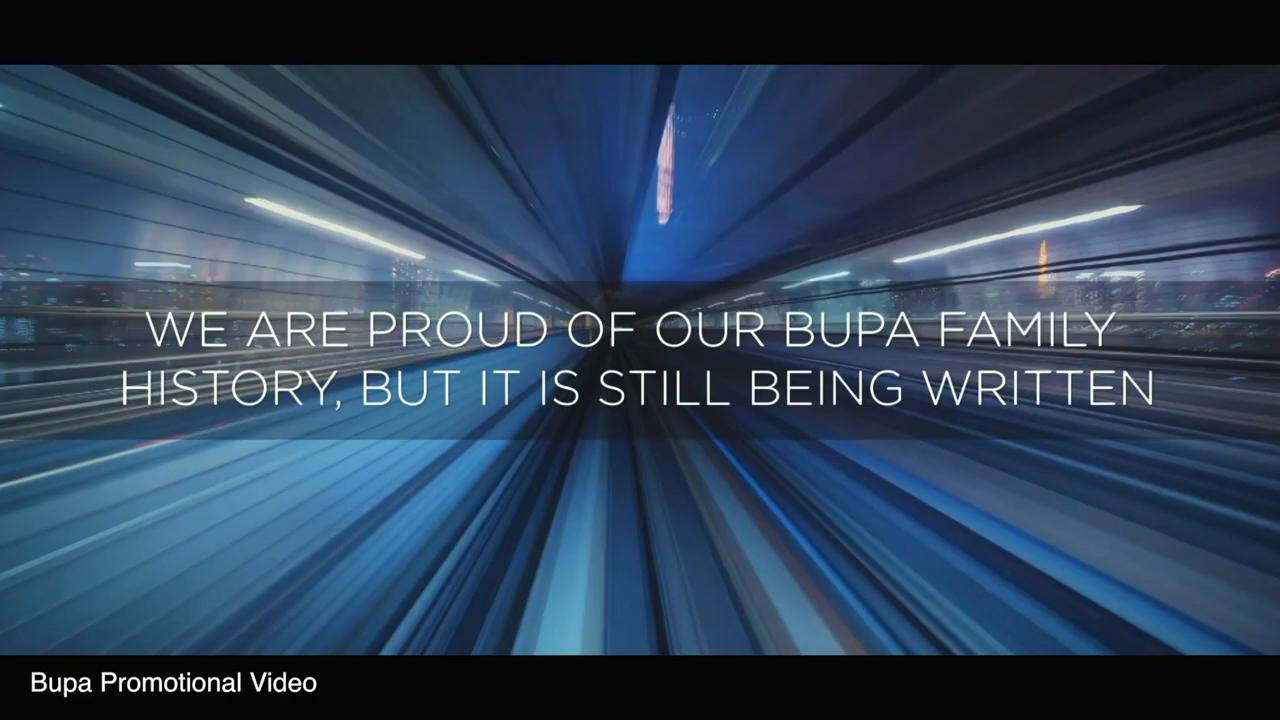 WE ARE PROUD OF OUR BUPA FAMILY
HISTORY, BUT IT IS STILL BEING WRITTEN
Bupa Promotional Video